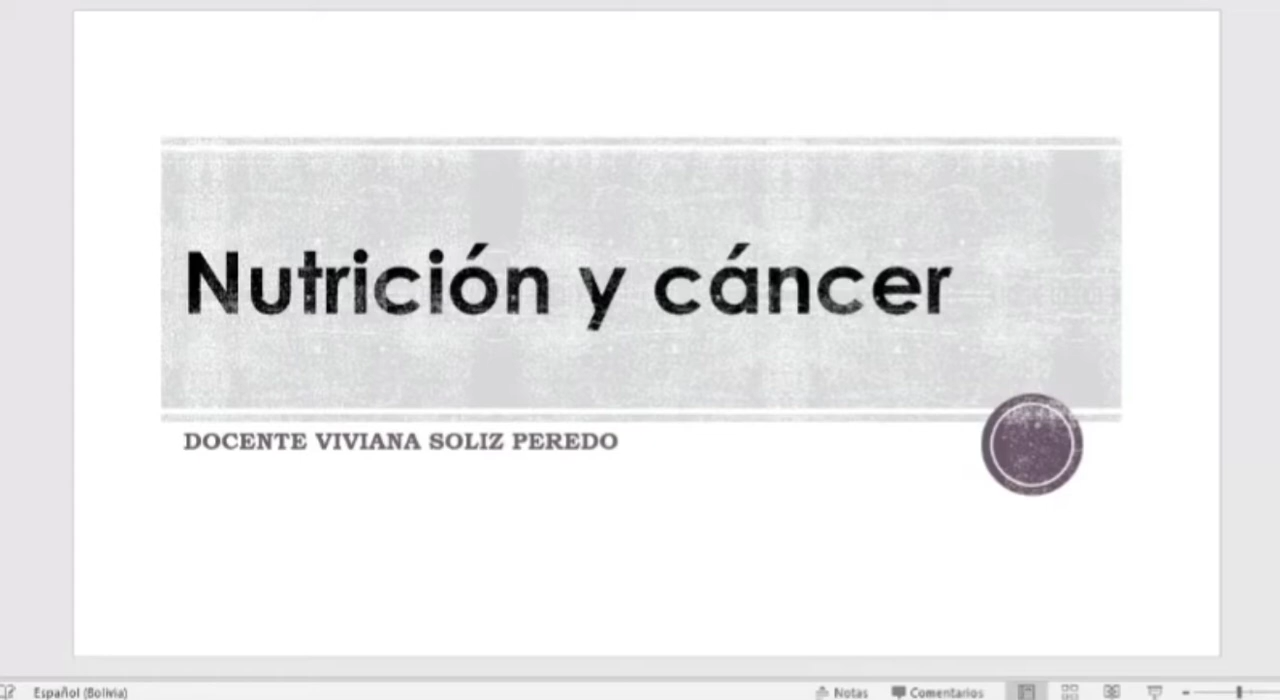 Nutrición y cáncer
DOCENTE VIVIANA SOLIZ PEREDO
Español (Bolivia) Notas Comentarios